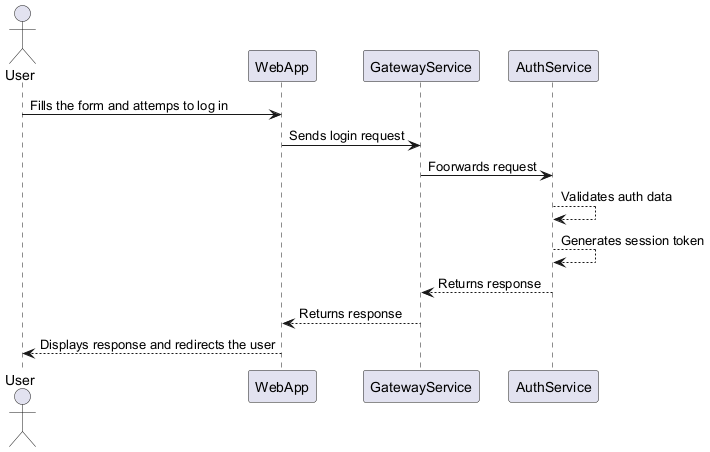 User
WebApp
GatewayService
AuthService
Fills the form and attemps to log in
Sends login request
Foorwards request
Validates auth data
Generates session token
Returns response
Returns response
Displays response and redirects the user
User
WebApp
GatewayService
AuthService